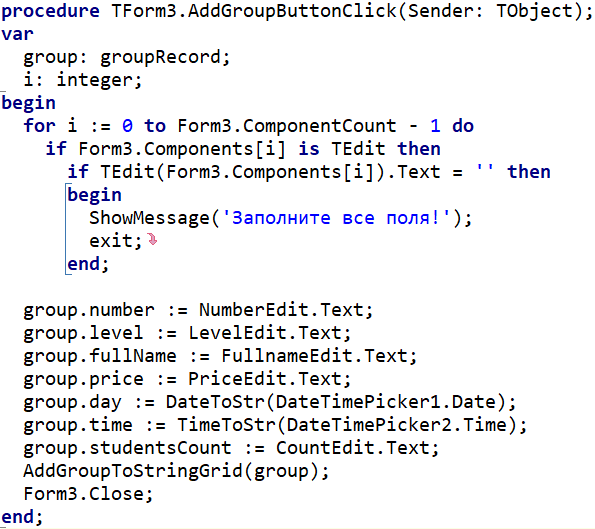 procedure TForm3.AddGroupButtonClick(Sender: TObject);
var
  group: groupRecord;
  i: integer;
begin
  for i := 0 to Form3.ComponentCount - 1 do
    if Form3.Components[i] is TEdit then
      if TEdit(Form3.Components[i]).Text = '' then
      begin
        ShowMessage('Заполните все поля!');
        exit;
      end;

  group.number := NumberEdit.Text;
  group.level := LevelEdit.Text;
  group.fullName := FullnameEdit.Text;
  group.price := PriceEdit.Text;
  group.day := DateToStr(DateTimePicker1.Date);
  group.time := TimeToStr(DateTimePicker2.Time);
  group.studentsCount := CountEdit.Text;
  AddGroupToStringGrid(group);
  Form3.Close;
end;